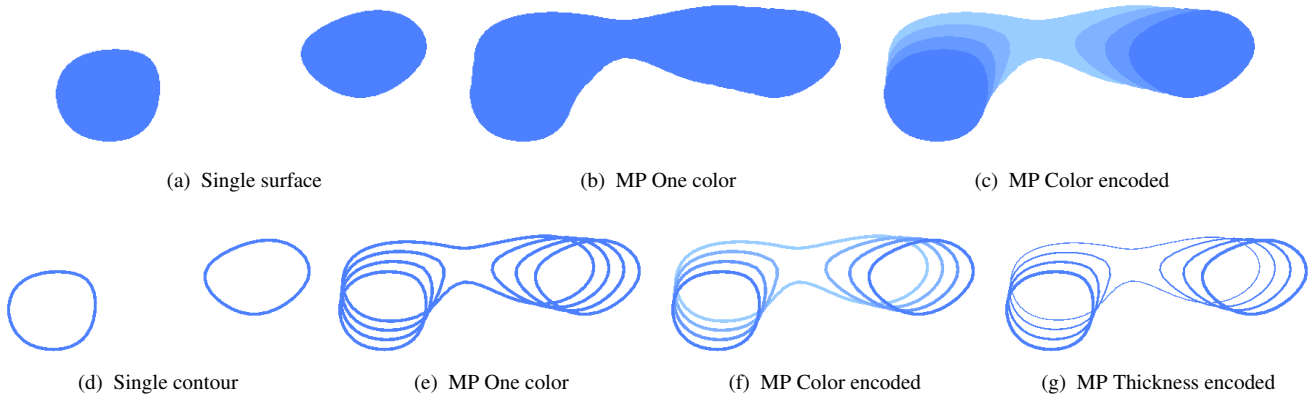 (a) Single surface
(b) MP One color
(c) MP Color encoded
(d) Single contour
(e) MP One color
(f) MP Color encoded
(g) MP Thickness encoded